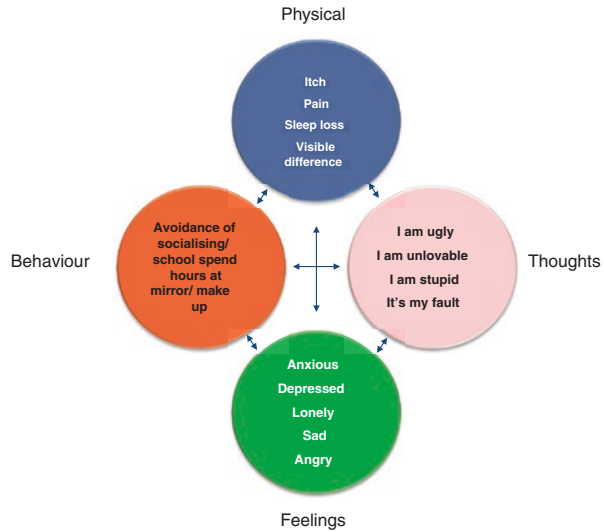 Physical
Itch
Pain
Sleep loss
Visible
difference
Behaviour
Avoidance of
socialising/
school spend
hours at
mirror/ make
up
I am ugly
I am unlovable
I am stupid
It's my fault
Thoughts
Anxious
Depressed
Lonely
Sad
Angry
Feelings